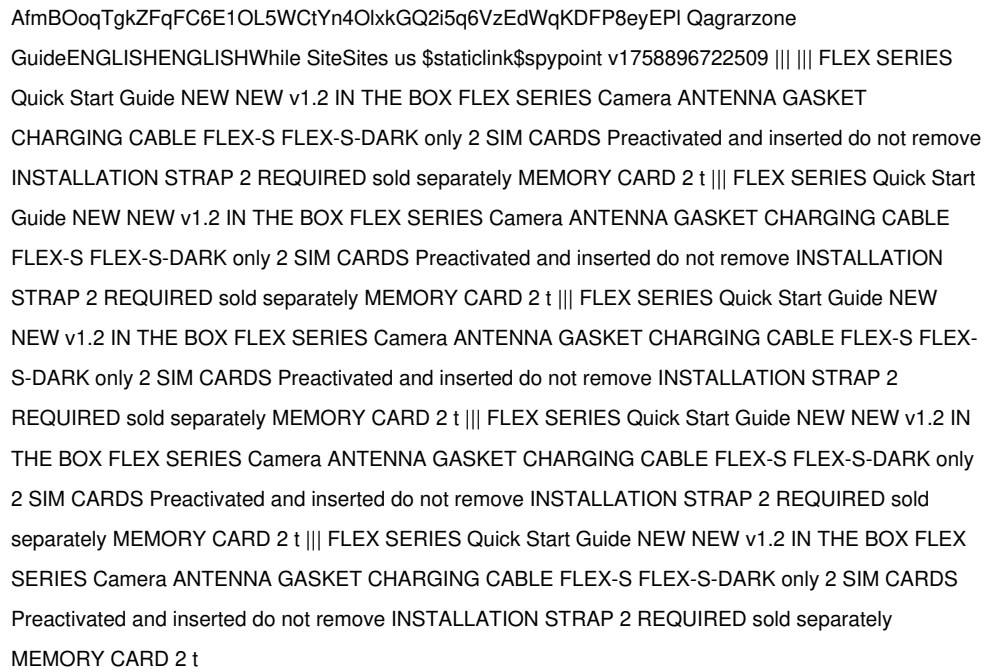 AfmBOoqTgkZFqFC6E1OL5WCtYn4OlxkGQ2i5q6VzEdWqKDFP8eyEPl Qagrarzone
GuideENGLISHENGLISHWhile SiteSites us $staticlink$spypoint v1758896722509 ||| ||| FLEX SERIES
Quick Start Guide NEW NEW v1.2 IN THE BOX FLEX SERIES Camera ANTENNA GASKET
CHARGING CABLE FLEX-S FLEX-S-DARK only 2 SIM CARDS Preactivated and inserted do not remove
INSTALLATION STRAP 2 REQUIRED sold separately MEMORY CARD 2 t ||| FLEX SERIES Quick Start
Guide NEW NEW v1.2 IN THE BOX FLEX SERIES Camera ANTENNA GASKET CHARGING CABLE
FLEX-S FLEX-S-DARK only 2 SIM CARDS Preactivated and inserted do not remove INSTALLATION
STRAP 2 REQUIRED sold separately MEMORY CARD 2 t ||| FLEX SERIES Quick Start Guide NEW
NEW v1.2 IN THE BOX FLEX SERIES Camera ANTENNA GASKET CHARGING CABLE FLEX-S FLEX-
S-DARK only 2 SIM CARDS Preactivated and inserted do not remove INSTALLATION STRAP 2
REQUIRED sold separately MEMORY CARD 2 t ||| FLEX SERIES Quick Start Guide NEW NEW v1.2 IN
THE BOX FLEX SERIES Camera ANTENNA GASKET CHARGING CABLE FLEX-S FLEX-S-DARK only
2 SIM CARDS Preactivated and inserted do not remove INSTALLATION STRAP 2 REQUIRED sold
separately MEMORY CARD 2 t ||| FLEX SERIES Quick Start Guide NEW NEW v1.2 IN THE BOX FLEX
SERIES Camera ANTENNA GASKET CHARGING CABLE FLEX-S FLEX-S-DARK only 2 SIM CARDS
Preactivated and inserted do not remove INSTALLATION STRAP 2 REQUIRED sold separately
MEMORY CARD 2 t